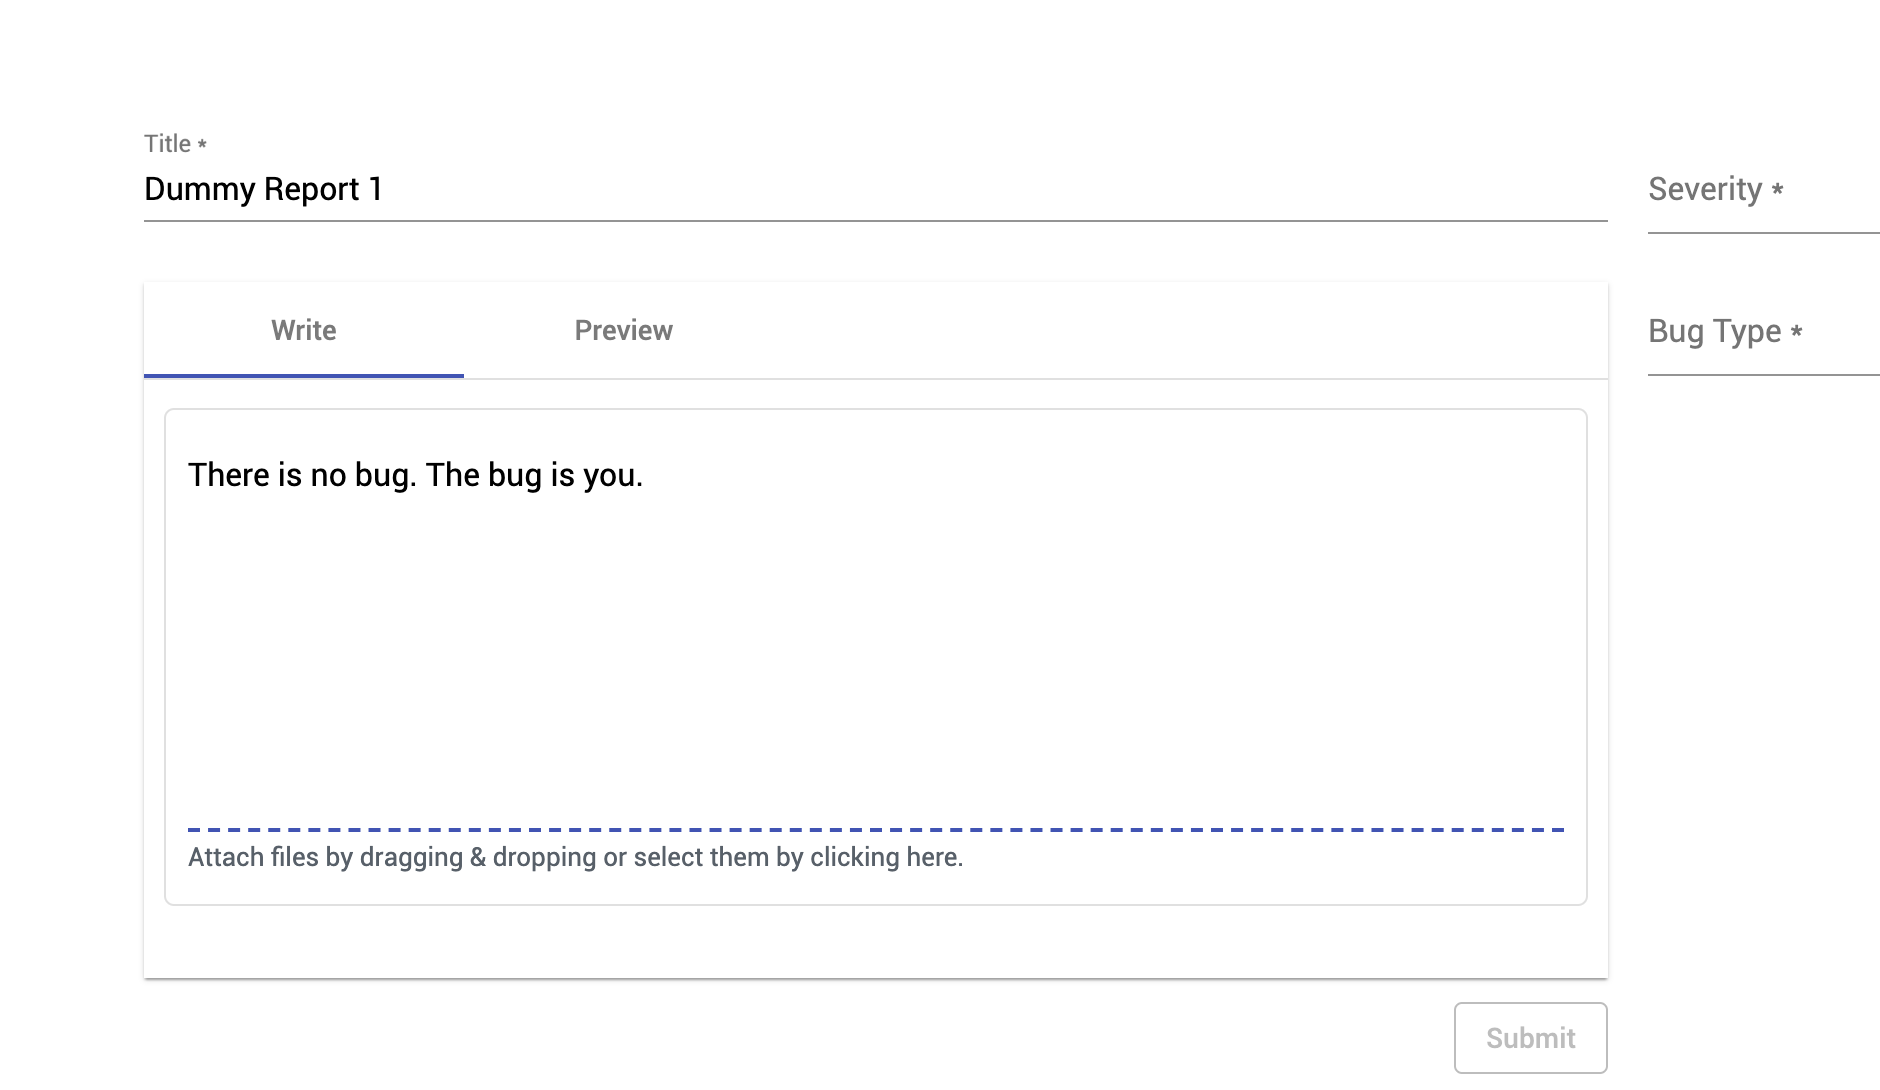 Title *
Dummy Report 1
Severity *
Write
Preview
Bug Type *
There is no bug. The bug is you.
Attach files by dragging & dropping or select them by clicking here.
Submit